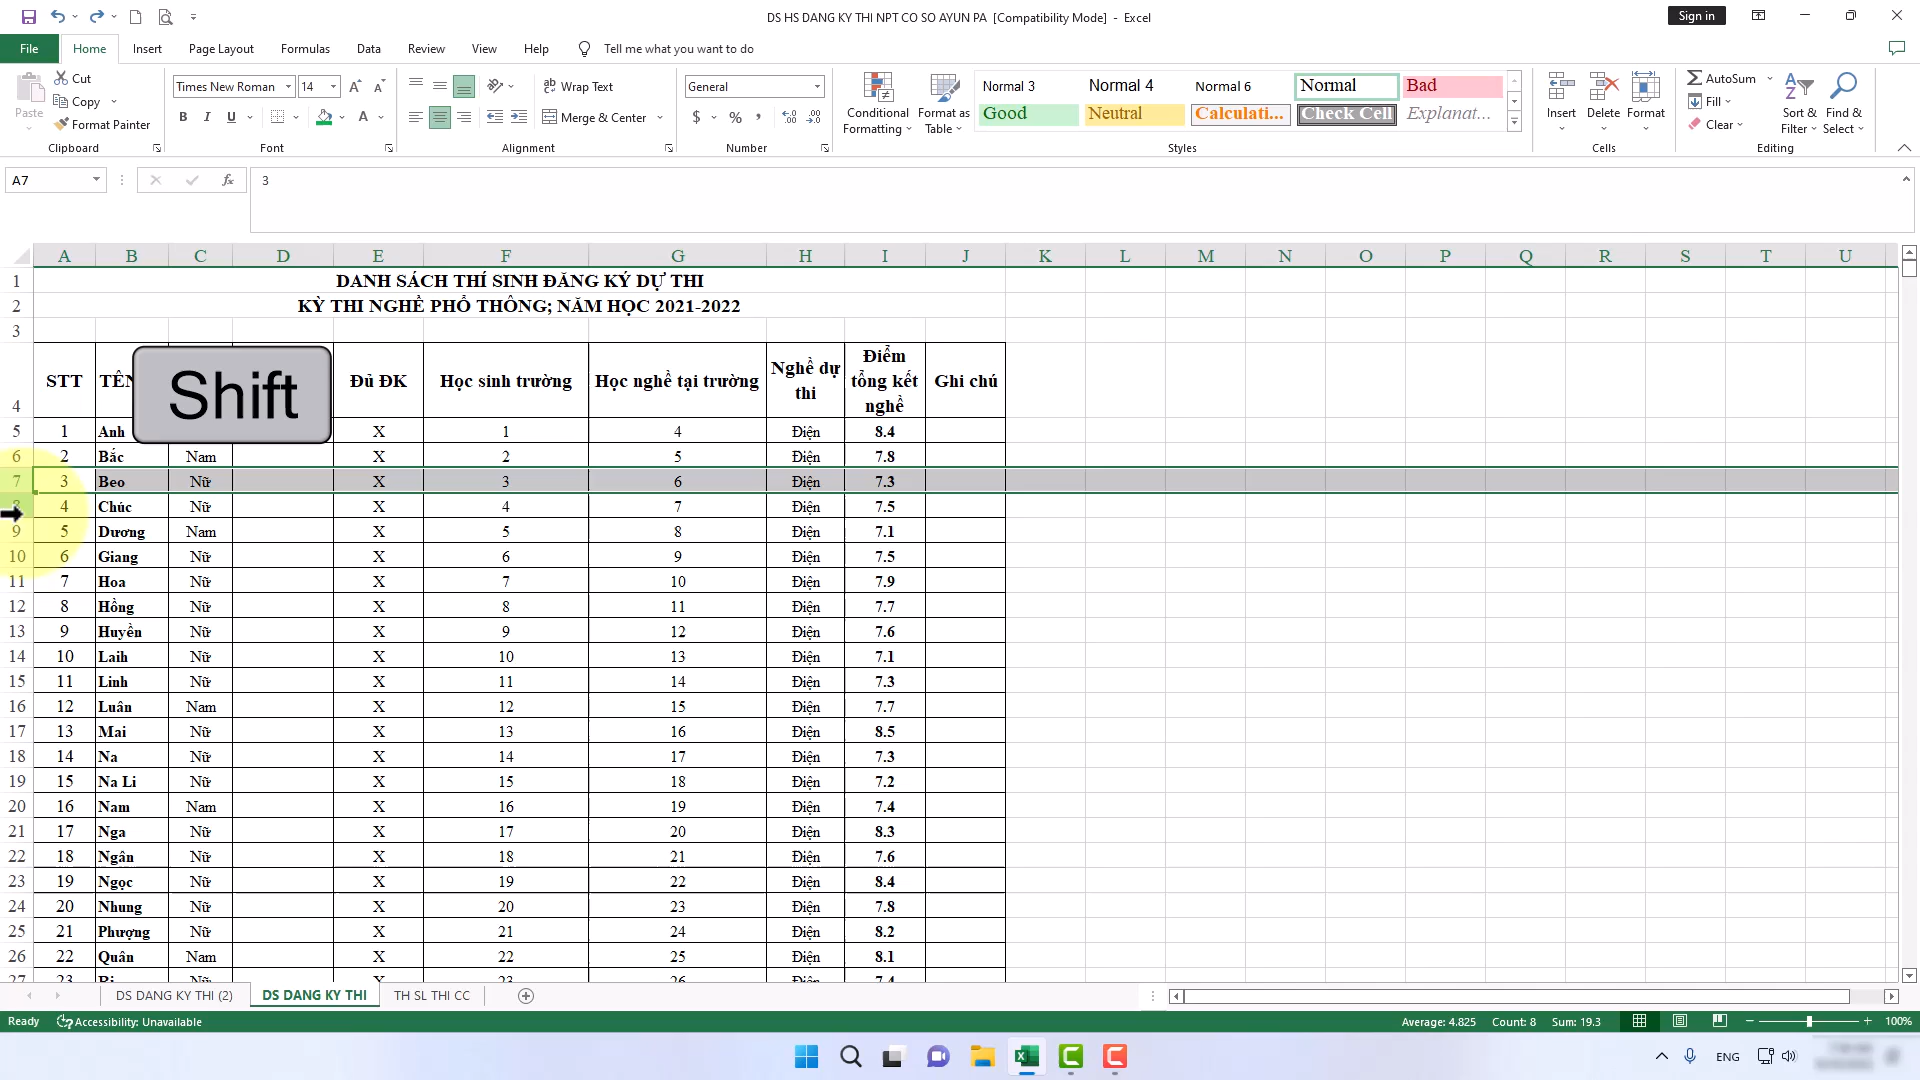 DS HS DANG KY THI NPT CO SO AYUN PA [Compatibility Mode] - Excel
Sign in
File Home Insert Page Layout Formulas Data Review View Help Tell me what you want to do
Paste
Cut
Copy
Format Painter
Clipboard
Times New Roman 14
B I U
Font
Wrap Text
Merge & Center
Alignment
General
$ % ,
Number
Conditional Formatting
Format as Table
Normal 3 Normal 4 Normal 6 Normal Bad
Good Neutral Calculati... Check Cell Explanat...
Styles
Insert Delete Format
Cells
AutoSum
Fill
Clear
Sort & Filter
Find & Select
Editing
A7 fx 3
A B C D E F G H I J K L M N O P Q R S T U
1 DANH SÁCH THÍ SINH ĐĂNG KÝ DỰ THI
2 KỲ THI NGHỀ PHỔ THÔNG; NĂM HỌC 2021-2022
3
4 STT TÊN Đủ ĐK Học sinh trường Học nghề tại trường Nghề dự thi Điểm tổng kết nghề Ghi chú
Shift
5 1 Anh X 1 4 Điện 8.4
6 2 Bắc Nam X 2 5 Điện 7.8
7 3 Beo Nữ X 3 6 Điện 7.3
8 4 Chúc Nữ X 4 7 Điện 7.5
9 5 Dương Nam X 5 8 Điện 7.1
10 6 Giang Nữ X 6 9 Điện 7.5
11 7 Hoa Nữ X 7 10 Điện 7.9
12 8 Hồng Nữ X 8 11 Điện 7.7
13 9 Huyền Nữ X 9 12 Điện 7.6
14 10 Laih Nữ X 10 13 Điện 7.1
15 11 Linh Nữ X 11 14 Điện 7.3
16 12 Luân Nam X 12 15 Điện 7.7
17 13 Mai Nữ X 13 16 Điện 8.5
18 14 Na Nữ X 14 17 Điện 7.3
19 15 Na Li Nữ X 15 18 Điện 7.2
20 16 Nam Nam X 16 19 Điện 7.4
21 17 Nga Nữ X 17 20 Điện 8.3
22 18 Ngân Nữ X 18 21 Điện 7.6
23 19 Ngọc Nữ X 19 22 Điện 8.4
24 20 Nhung Nữ X 20 23 Điện 7.8
25 21 Phượng Nữ X 21 24 Điện 8.2
26 22 Quân Nam X 22 25 Điện 8.1
27 23 X 23 26 Điện 7.4
DS DANG KY THI (2) DS DANG KY THI TH SL THI CC
Ready Accessibility: Unavailable Average: 4.825 Count: 8 Sum: 19.3 100%
ENG